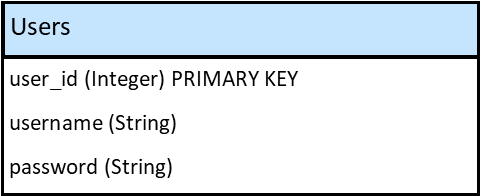 Users
user_id (Integer) PRIMARY KEY
username (String)
password (String)